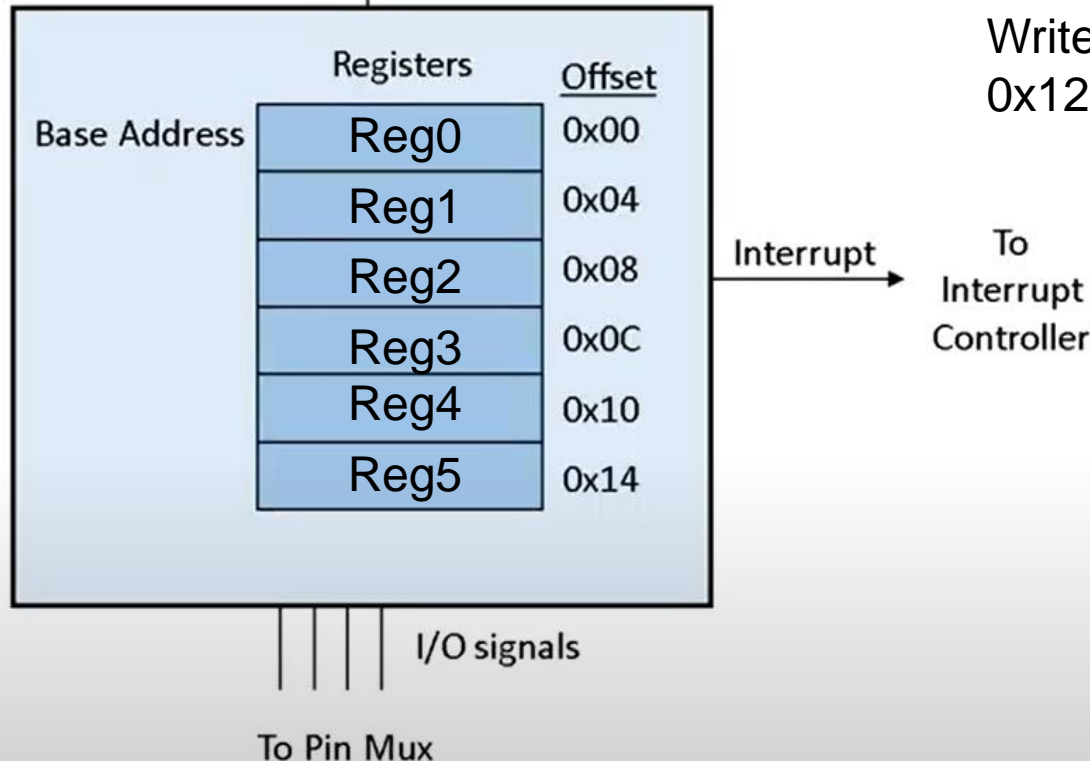 Write
0x12
Registers
Offset
Base Address
Reg0
0x00
Reg1
0x04
Reg2
0x08
Reg3
0x0C
Reg4
0x10
Reg5
0x14
Interrupt
To
Interrupt
Controller
I/O signals
To Pin Mux